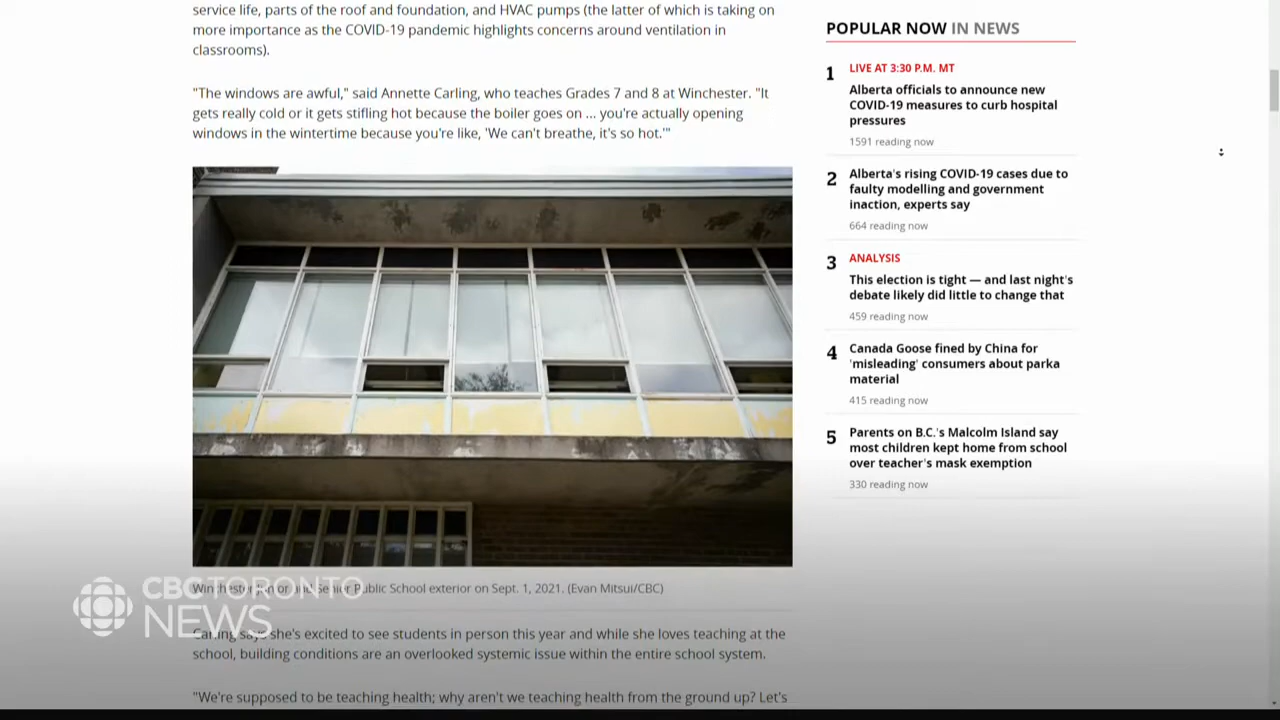 service life, parts of the roof and foundation, and HVAC pumps (the latter of which is taking on
more importance as the COVID-19 pandemic highlights concerns around ventilation in
classrooms).
"The windows are awful," said Annette Carling, who teaches Grades 7 and 8 at Winchester. "It
gets really cold or it gets stifling hot because the boiler goes on ... you're actually opening
windows in the wintertime because you're like, 'We can't breathe, it's so hot.'"
Winchester Junior and Senior Public School exterior on Sept. 1, 2021. (Evan Mitsui/CBC)
Carling says she's excited to see students in person this year and while she loves teaching at the
school, building conditions are an overlooked systemic issue within the entire school system.
"We're supposed to be teaching health; why aren't we teaching health from the ground up? Let's
POPULAR NOW IN NEWS
1
LIVE AT 3:30 P.M. MT
Alberta officials to announce new
COVID-19 measures to curb hospital
pressures
1591 reading now
2
Alberta's rising COVID-19 cases due to
faulty modelling and government
inaction, experts say
664 reading now
3
ANALYSIS
This election is tight — and last night's
debate likely did little to change that
459 reading now
4
Canada Goose fined by China for
'misleading' consumers about parka
material
415 reading now
5
Parents on B.C.'s Malcolm Island say
most children kept home from school
over teacher's mask exemption
330 reading now
CBC TORONTO
NEWS